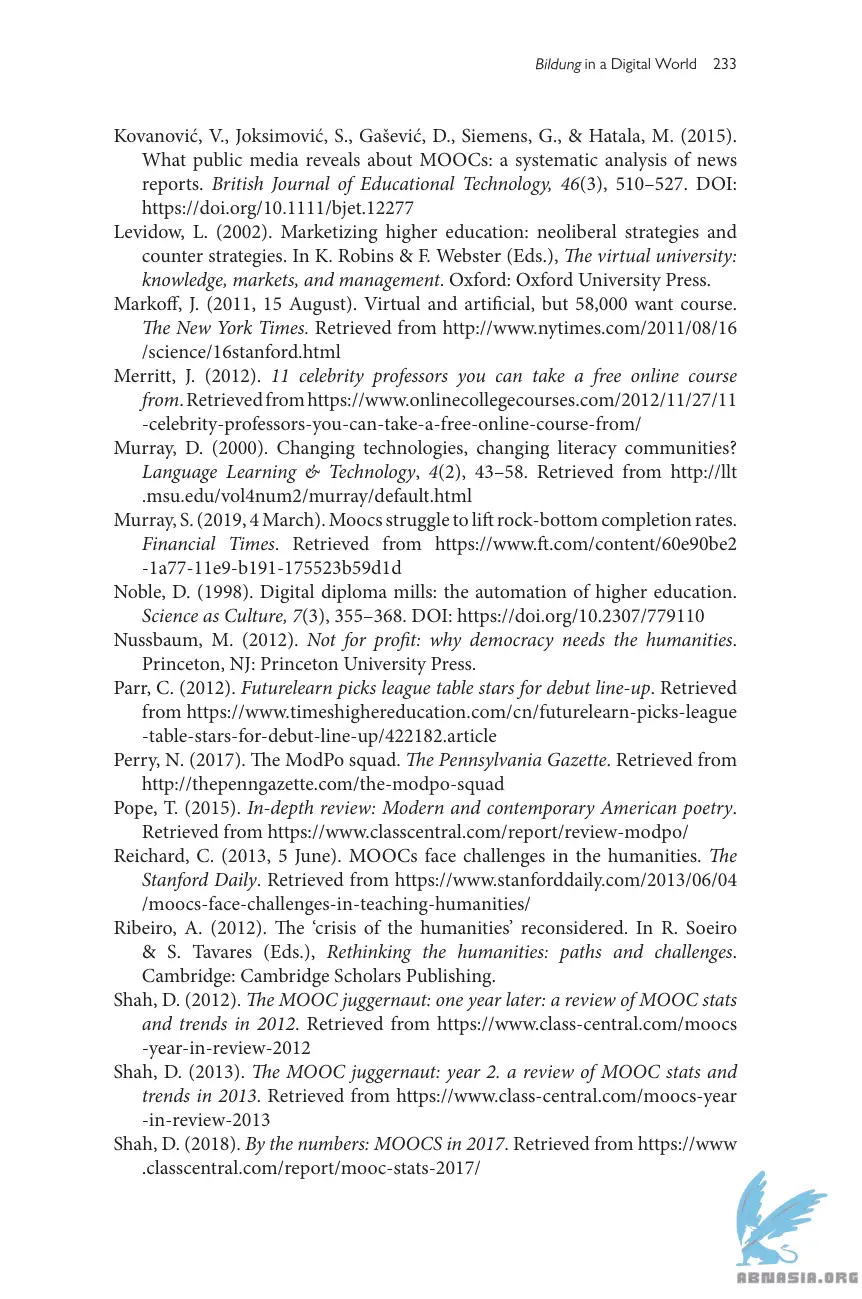 Bildung in a Digital World 233
Kovanović, V., Joksimović, S., Gašević, D., Siemens, G., & Hatala, M. (2015).
What public media reveals about MOOCs: a systematic analysis of news
reports. British Journal of Educational Technology, 46(3), 510–527. DOI:
https://doi.org/10.1111/bjet.12277
Levidow, L. (2002). Marketizing higher education: neoliberal strategies and
counter strategies. In K. Robins & F. Webster (Eds.), The virtual university:
knowledge, markets, and management. Oxford: Oxford University Press.
Markoff, J. (2011, 15 August). Virtual and artificial, but 58,000 want course.
The New York Times. Retrieved from http://www.nytimes.com/2011/08/16
/science/16stanford.html
Merritt, J. (2012). 11 celebrity professors you can take a free online course
from. Retrieved from https://www.onlinecollegecourses.com/2012/11/27/11
-celebrity-professors-you-can-take-a-free-online-course-from/
Murray, D. (2000). Changing technologies, changing literacy communities?
Language Learning & Technology, 4(2), 43–58. Retrieved from http://llt
.msu.edu/vol4num2/murray/default.html
Murray, S. (2019, 4 March). Moocs struggle to lift rock-bottom completion rates.
Financial Times. Retrieved from https://www.ft.com/content/60e90be2
-1a77-11e9-b191-175523b59d1d
Noble, D. (1998). Digital diploma mills: the automation of higher education.
Science as Culture, 7(3), 355–368. DOI: https://doi.org/10.2307/779110
Nussbaum, M. (2012). Not for profit: why democracy needs the humanities.
Princeton, NJ: Princeton University Press.
Parr, C. (2012). Futurelearn picks league table stars for debut line-up. Retrieved
from https://www.timeshighereducation.com/cn/futurelearn-picks-league
-table-stars-for-debut-line-up/422182.article
Perry, N. (2017). The ModPo squad. The Pennsylvania Gazette. Retrieved from
http://thepenngazette.com/the-modpo-squad
Pope, T. (2015). In-depth review: Modern and contemporary American poetry.
Retrieved from https://www.classcentral.com/report/review-modpo/
Reichard, C. (2013, 5 June). MOOCs face challenges in the humanities. The
Stanford Daily. Retrieved from https://www.stanforddaily.com/2013/06/04
/moocs-face-challenges-in-teaching-humanities/
Ribeiro, A. (2012). The ‘crisis of the humanities’ reconsidered. In R. Soeiro
& S. Tavares (Eds.), Rethinking the humanities: paths and challenges.
Cambridge: Cambridge Scholars Publishing.
Shah, D. (2012). The MOOC juggernaut: one year later: a review of MOOC stats
and trends in 2012. Retrieved from https://www.class-central.com/moocs
-year-in-review-2012
Shah, D. (2013). The MOOC juggernaut: year 2. a review of MOOC stats and
trends in 2013. Retrieved from https://www.class-central.com/moocs-year
-in-review-2013
Shah, D. (2018). By the numbers: MOOCS in 2017. Retrieved from https://www
.classcentral.com/report/mooc-stats-2017/
ABNASIA.ORG